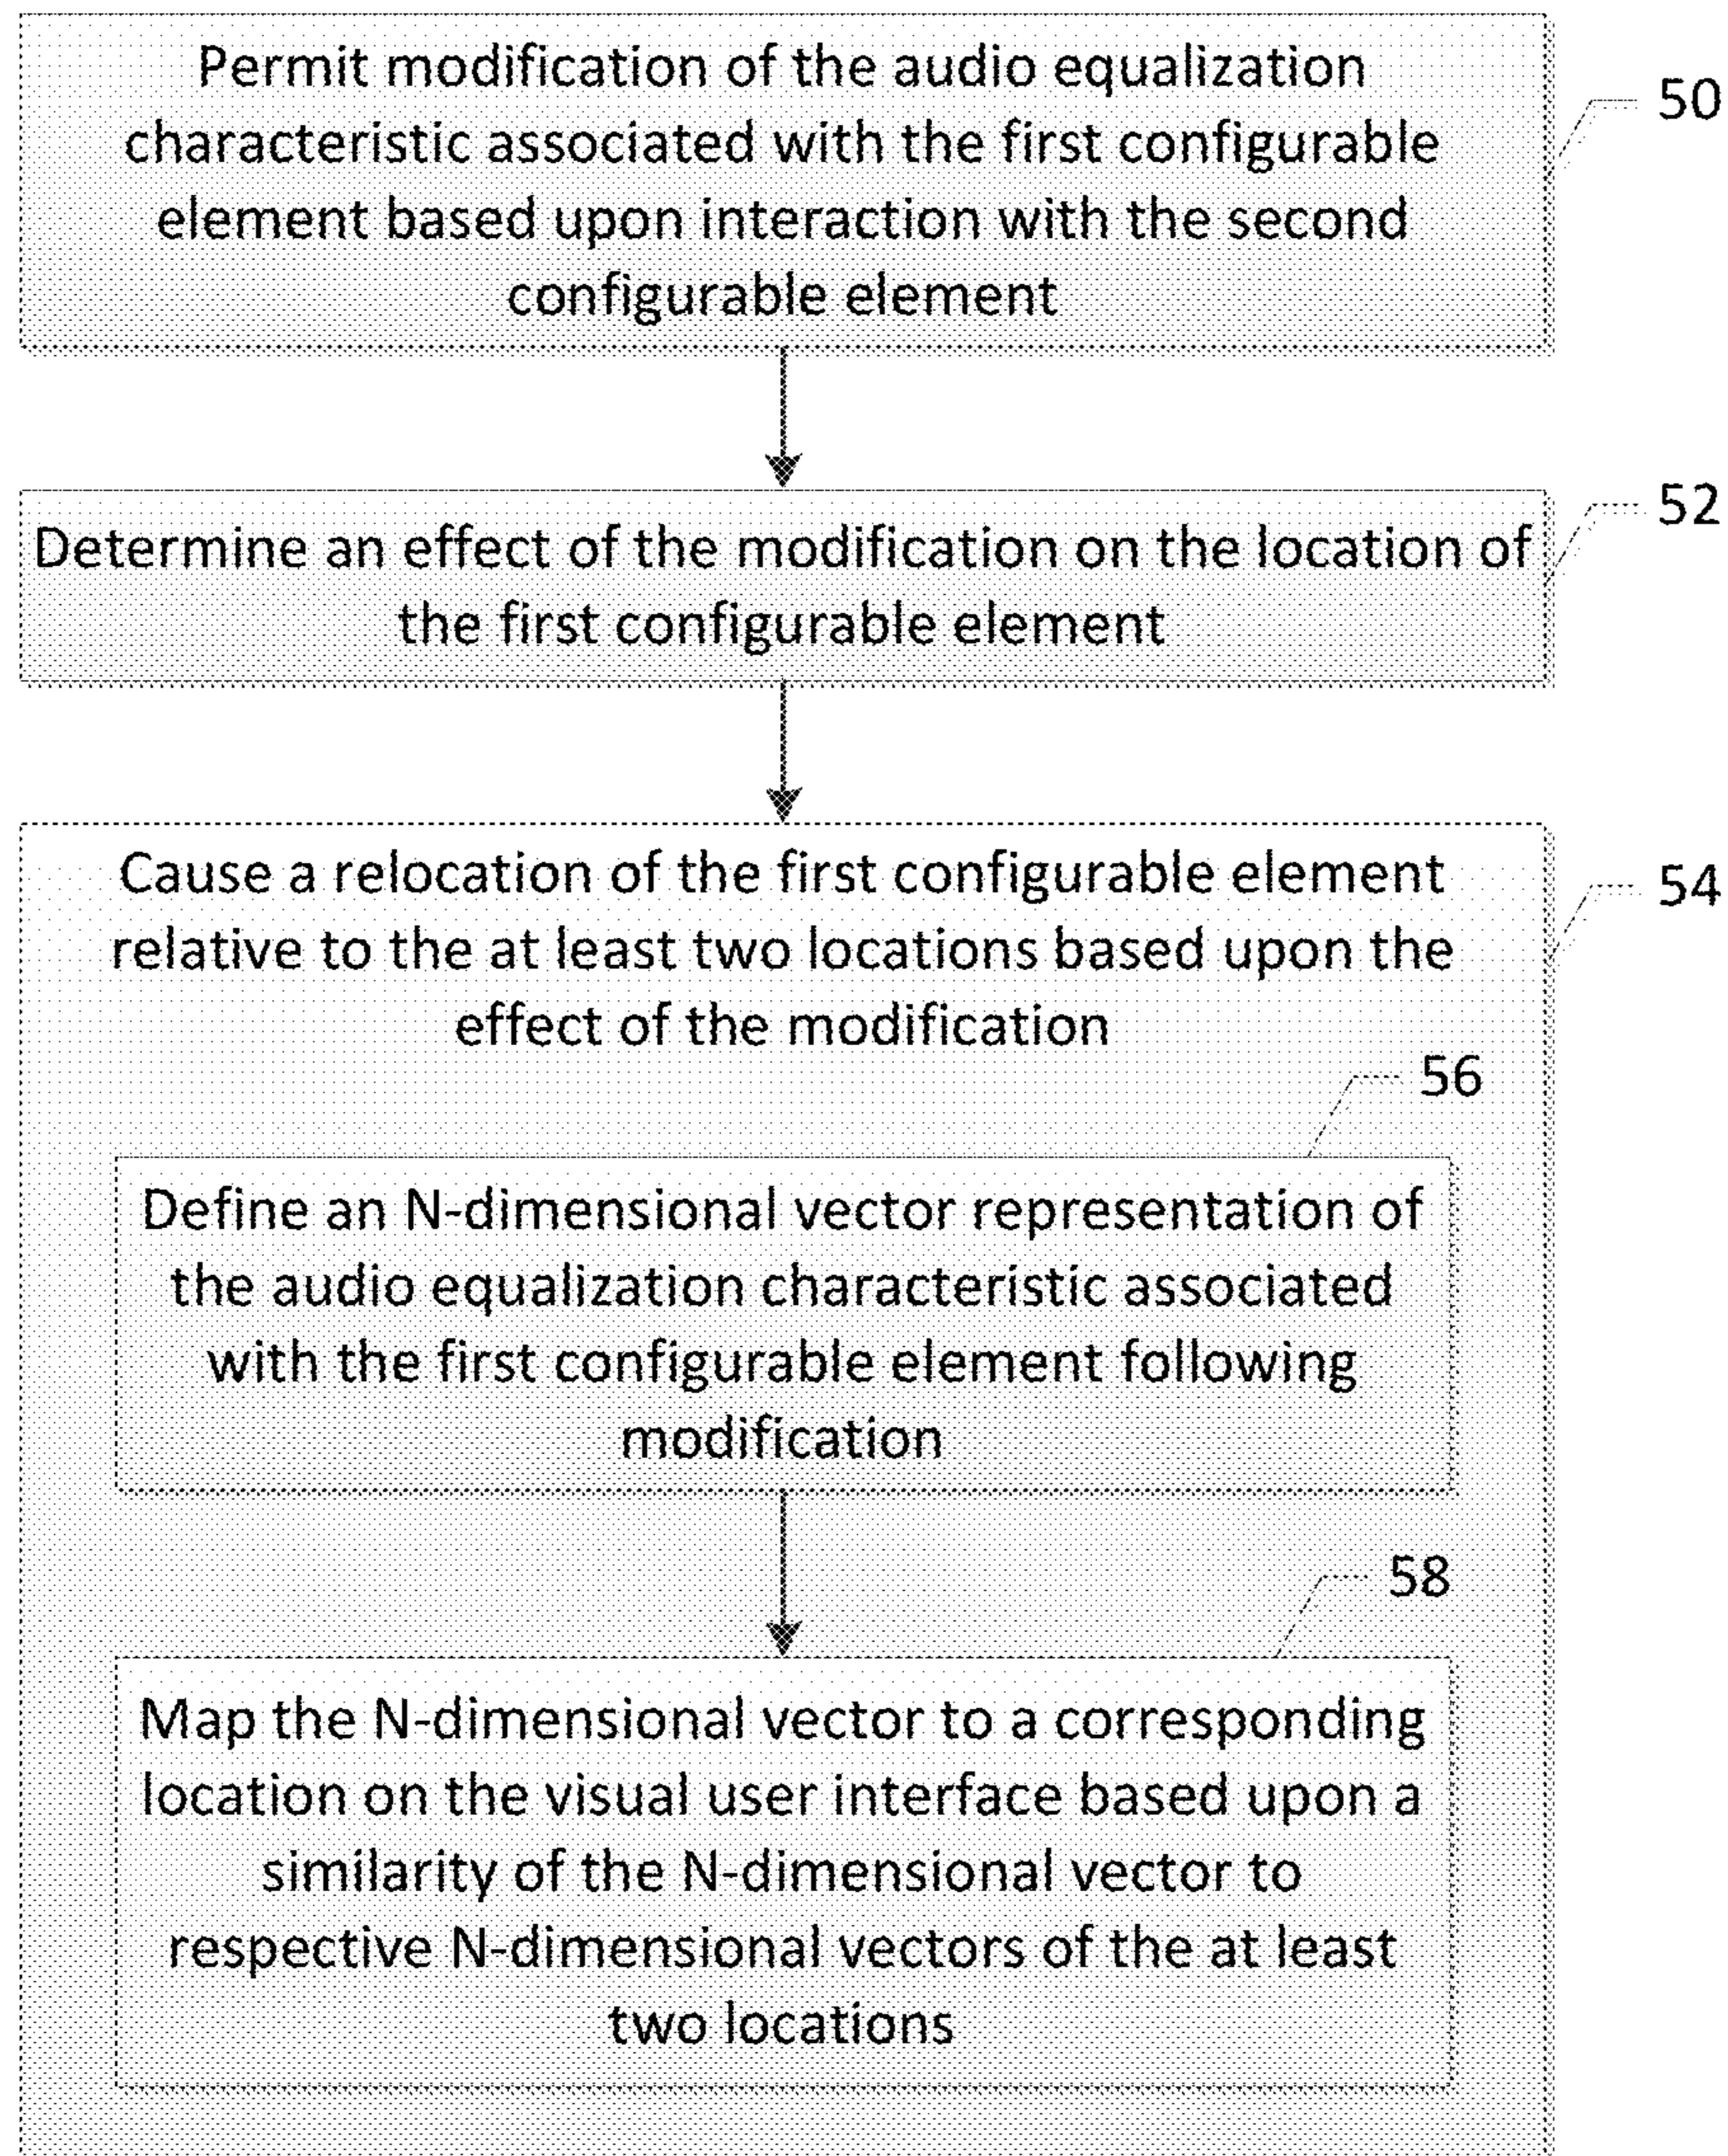 Permit modification of the audio equalization
characteristic associated with the first configurable
element based upon interaction with the second
configurable element
50
Determine an effect of the modification on the location of
the first configurable element
52
Cause a relocation of the first configurable element
relative to the at least two locations based upon the
effect of the modification
54
56
Define an N-dimensional vector representation of
the audio equalization characteristic associated
with the first configurable element following
modification
58
Map the N-dimensional vector to a corresponding
location on the visual user interface based upon a
similarity of the N-dimensional vector to
respective N-dimensional vectors of the at least
two locations